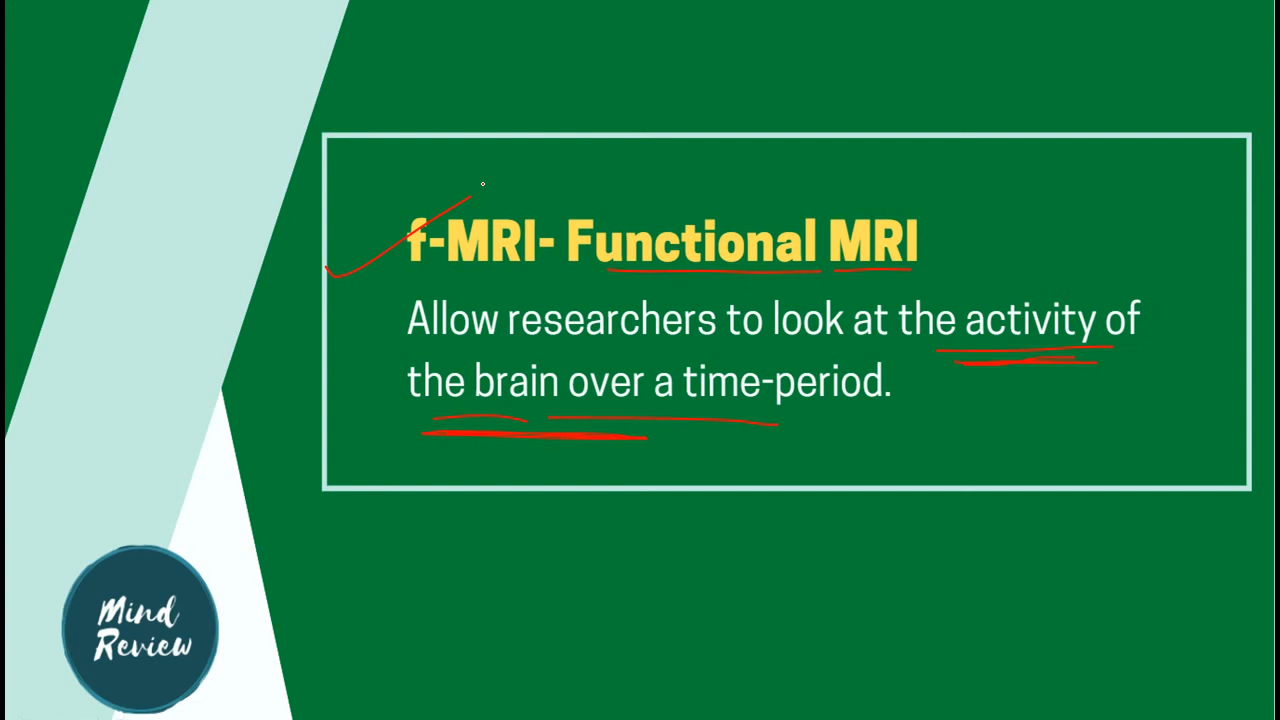 f-MRI- Functional MRI
Allow researchers to look at the activity of
the brain over a time-period.
Mind
Review